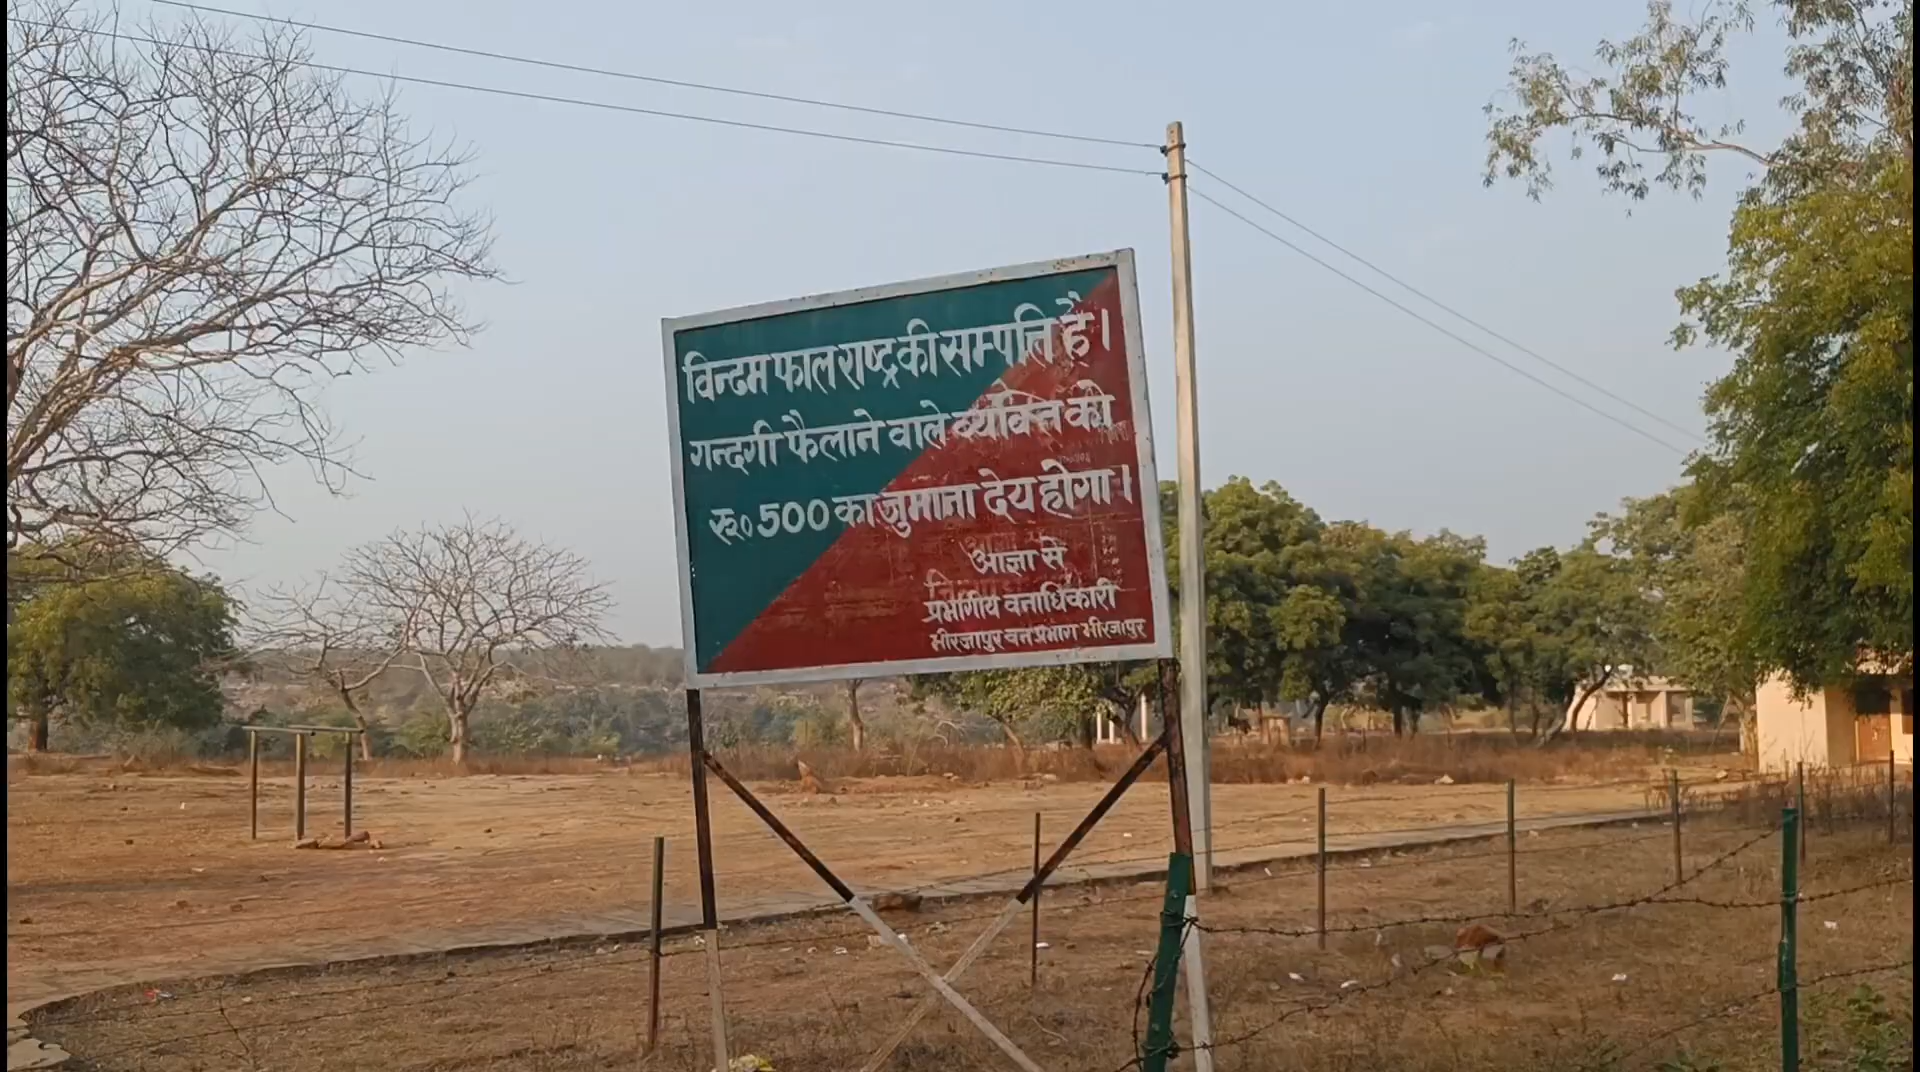 विन्ढम फाल राष्ट्र की सम्पति है।
गन्दगी फैलाने वाले व्यक्ति को
रू० 500 का जुमाना देय होगा।
आज्ञा से
प्रभागीय वनाधिकारी
मीरजापुर वन प्रभाग मीरजापुर